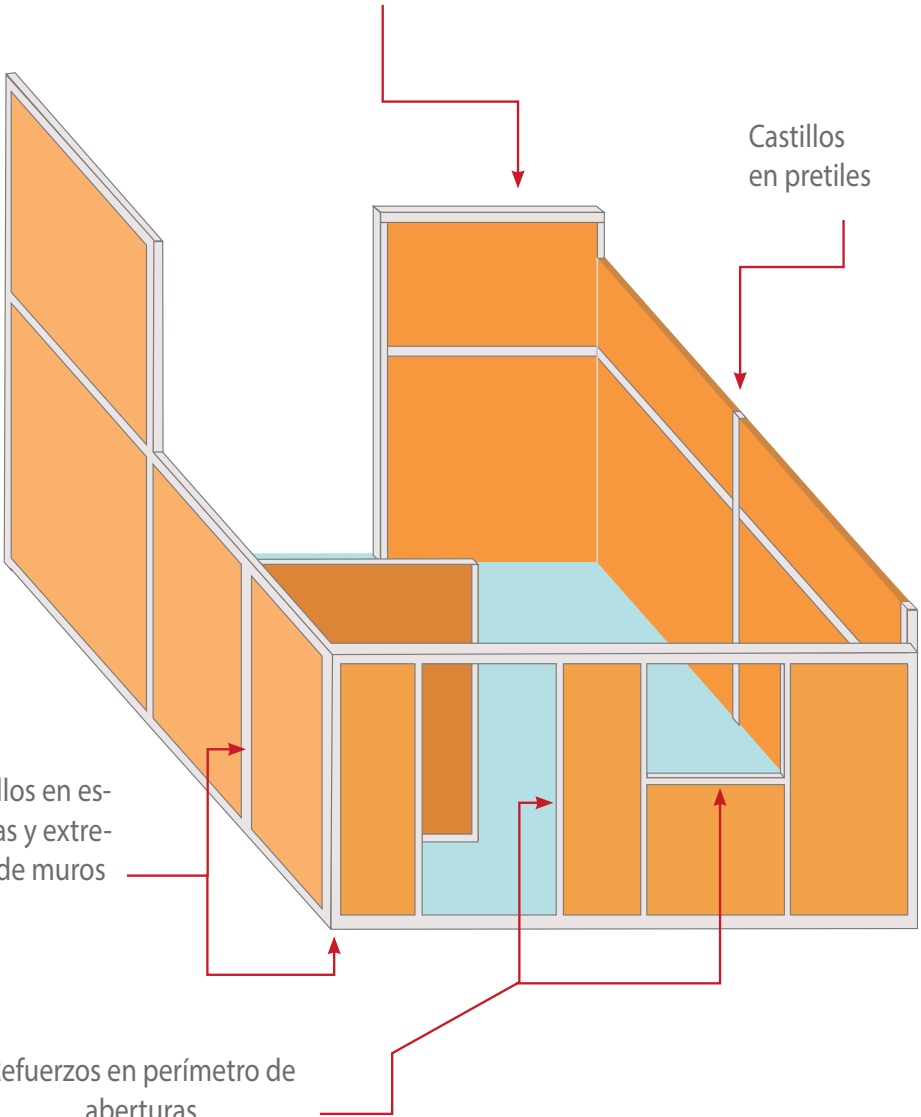 Castillos
en pretiles
llos en es-
as y extre-
de muros
efuerzos en perímetro de
aberturas